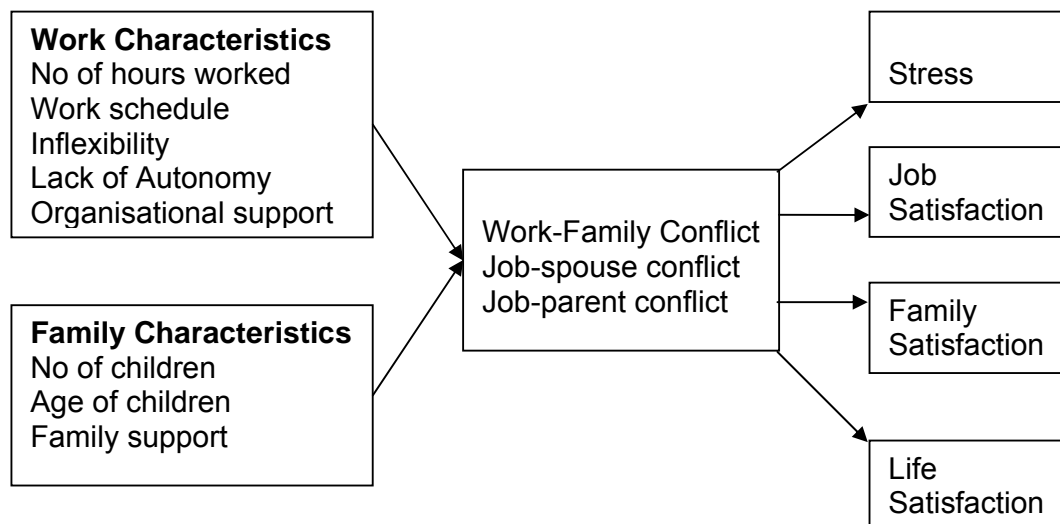 Work Characteristics
No of hours worked
Work schedule
Inflexibility
Lack of Autonomy
Organisational support
Family Characteristics
No of children
Age of children
Family support
Work-Family Conflict
Job-spouse conflict
Job-parent conflict
Stress
Job
Satisfaction
Family
Satisfaction
Life
Satisfaction